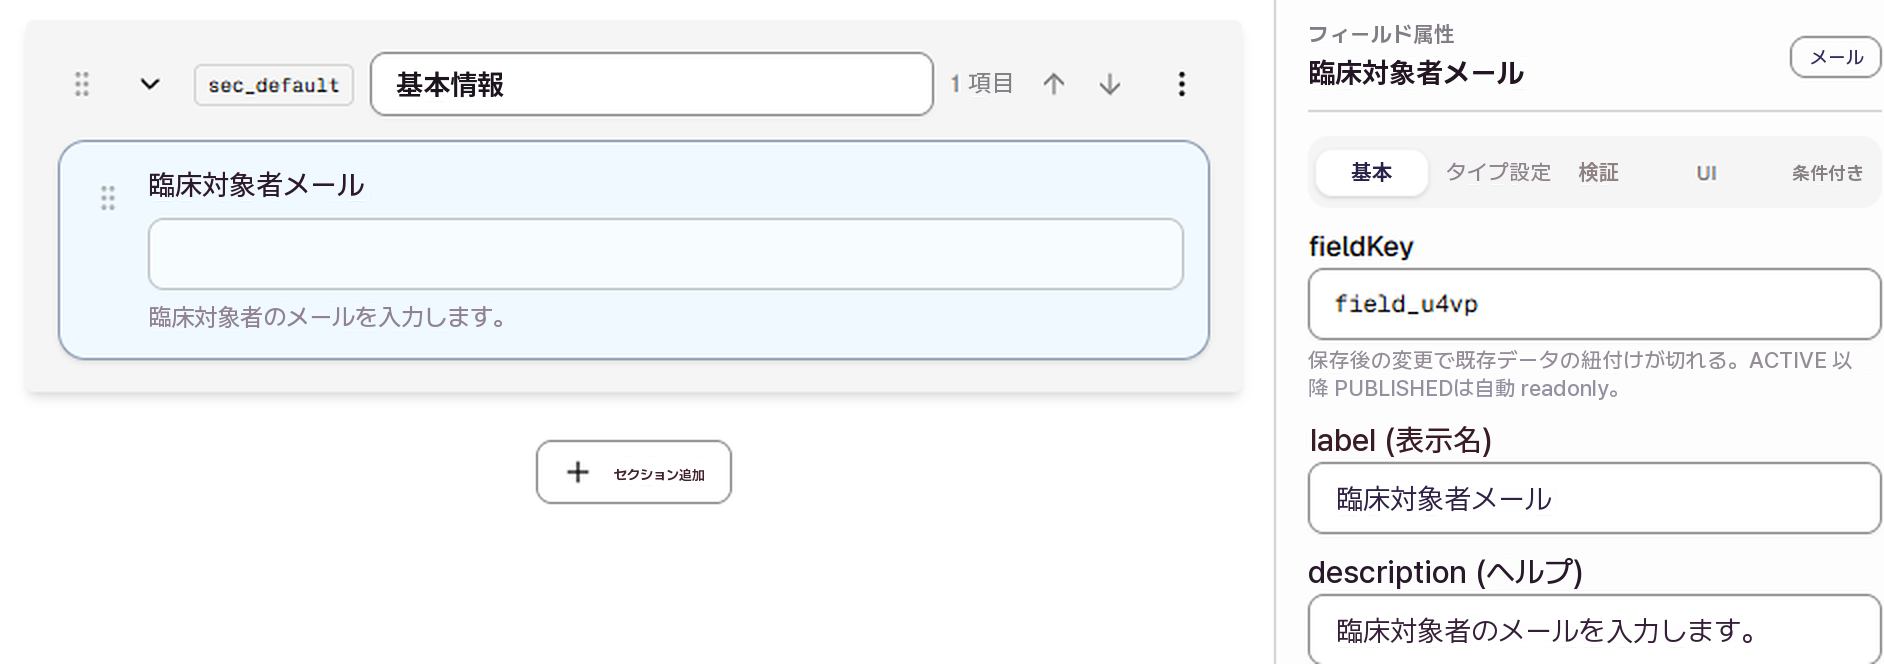 sec_default
基本情報
1 項目
臨床対象者メール
臨床対象者のメールを入力します。
セクション追加
フィールド属性
臨床対象者メール
メール
基本
タイプ設定
検証
UI
条件付き
fieldKey
field_u4vp
保存後の変更で既存データの紐付けが切れる。ACTIVE 以
降 PUBLISHEDは自動 readonly。
label (表示名)
臨床対象者メール
description (ヘルプ)
臨床対象者のメールを入力します。